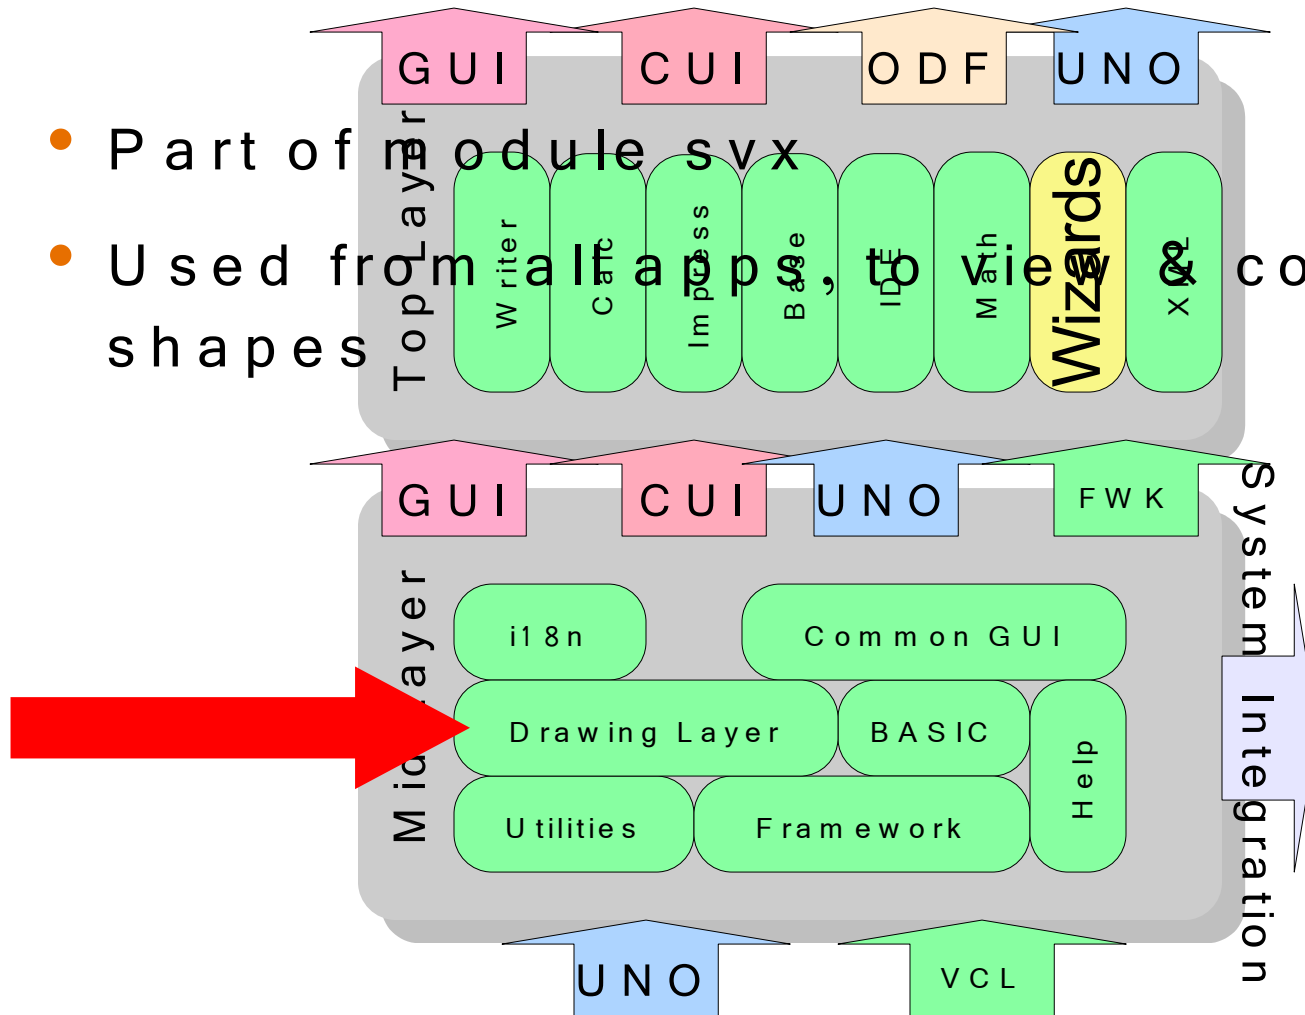 GUI
CUI
ODF
UNO
Part of module svx
Used from all apps, to view & co
shapes
Top Layer
Writer
Calc
Impress
Base
IDE
Math
Wizards
XML
GUI
CUI
UNO
FWK
System Integration
Mid Layer
i18n
Common GUI
Drawing Layer
BASIC
Help
Utilities
Framework
UNO
VCL